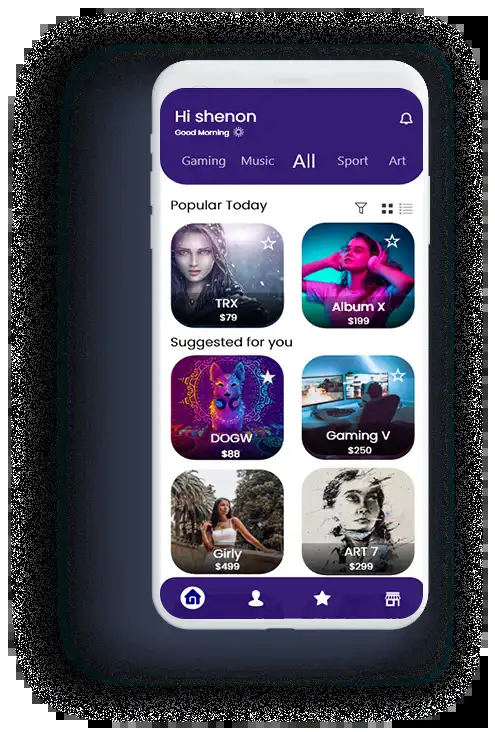 Hi shenon
Good Morning
Gaming Music All Sport Art
Popular Today
TRX
$79
Album X
$199
Suggested for you
DOGW
$88
Gaming V
$250
Girly
$499
ART 7
$299